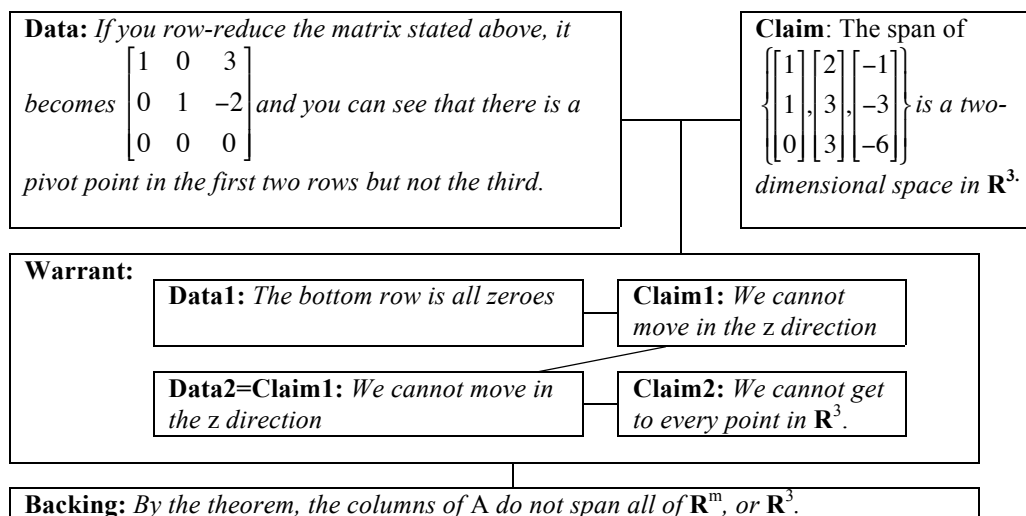 Data: If you row-reduce the matrix stated above, it
becomes [1 0 3
0 1 −2
0 0 0] and you can see that there is a
pivot point in the first two rows but not the third.
Claim: The span of
{[1 1 0], [2 3 3], [−1 −3 −6]} is a two-
dimensional space in R³.
Warrant:
Data1: The bottom row is all zeroes
Claim1: We cannot
move in the z direction
Data2=Claim1: We cannot move in
the z direction
Claim2: We cannot get
to every point in R³.
Backing: By the theorem, the columns of A do not span all of Rᵐ, or R³.